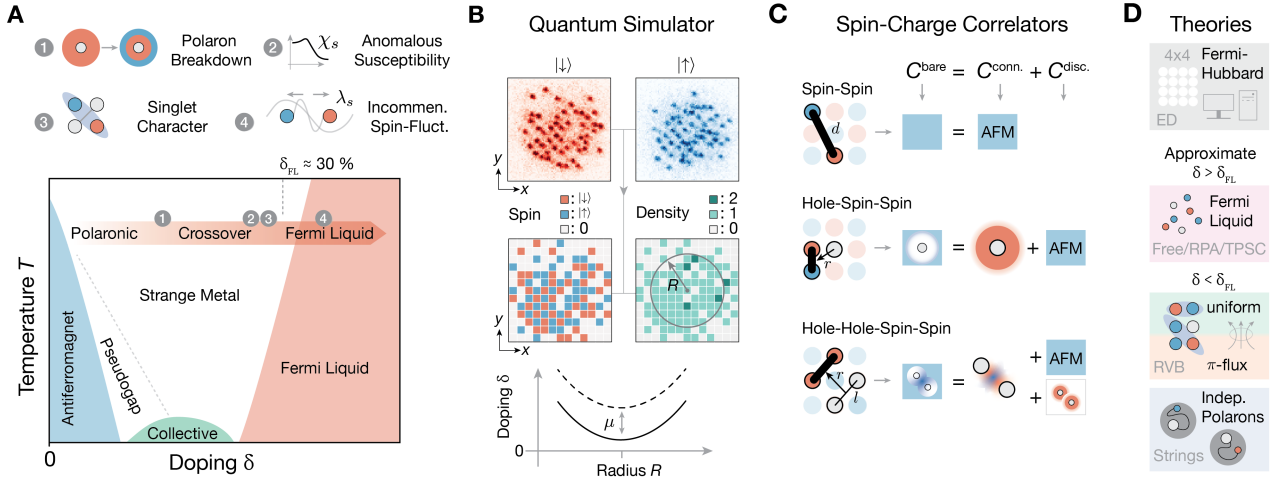 A
1
Polaron
Breakdown
2
χs
Anomalous
Susceptibility
3
Singlet
Character
4
λs
Incommen.
Spin-Fluct.
δFL ≈ 30 %
1
2
3
4
Polaronic
Crossover
Fermi Liquid
Strange Metal
Pseudogap
Antiferromagnet
Fermi Liquid
Collective
Temperature T
0
Doping δ
B
Quantum Simulator
|↓⟩
|↑⟩
y
x
y
x
Spin
: |↓⟩
: |↑⟩
: 0
Density
: 2
: 1
: 0
y
x
R
Doping δ
μ
0
Radius R
C
Spin-Charge Correlators
Cbare = Cconn. + Cdisc.
Spin-Spin
d
= AFM
Hole-Spin-Spin
r
= + AFM
Hole-Hole-Spin-Spin
r
l
=
+ AFM
+
D
Theories
4x4
Fermi-
Hubbard
ED
Approximate
δ > δFL
Fermi
Liquid
Free/RPA/TPSC
δ < δFL
uniform
RVB
π-flux
Indep.
Polarons
Strings